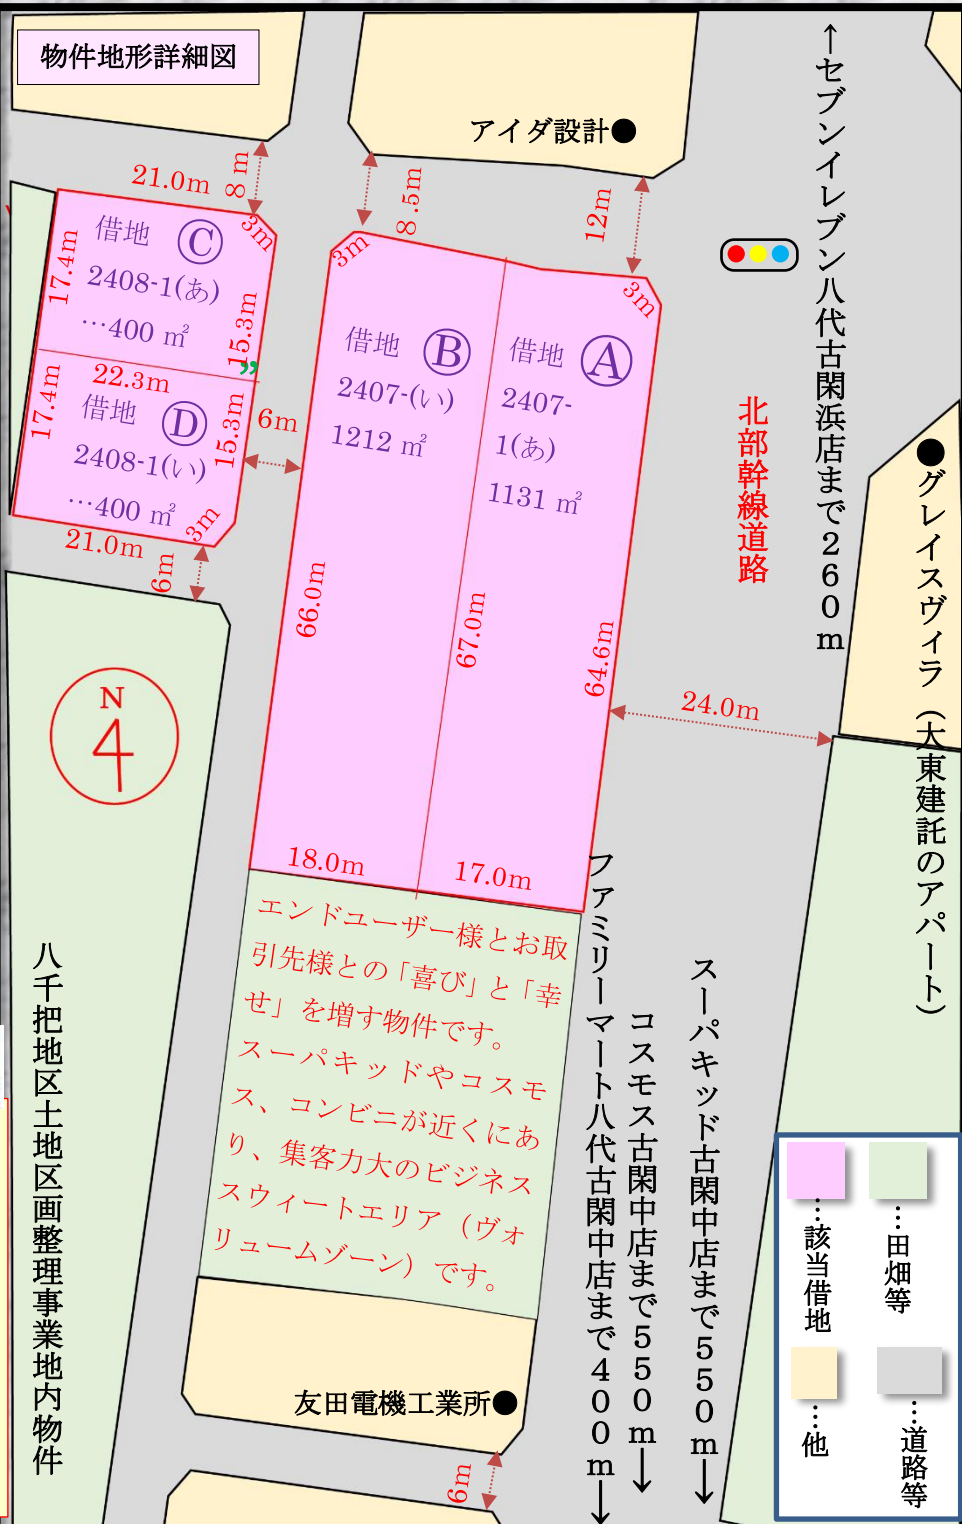 物件地形詳細図
アイダ設計●
↑セブンイレブン八代古閑浜店まで260m
21.0m
8m
3m
8.5m
3m
12m
3m
借地 Ⓒ
2408-1(あ)
…400 ㎡
17.4m
15.3m
”
22.3m
借地 Ⓓ
2408-1(い)
…400 ㎡
17.4m
15.3m
3m
21.0m
6m
6m
借地 Ⓑ
2407-(い)
1212 ㎡
借地 Ⓐ
2407-
1(あ)
1131 ㎡
66.0m
67.0m
64.6m
18.0m
17.0m
24.0m
北部幹線道路
●グレイスヴィラ(大東建託のアパート)
N
エンドユーザー様とお取
引先様との「喜び」と「幸
せ」を増す物件です。
スーパキッドやコスモ
ス、コンビニが近くにあ
り、集客力大のビジネス
スウィートエリア(ヴォ
リュームゾーン)です。
ファミリーマート八代古閑中店まで400m→
コスモス古閑中店まで550m→
スーパキッド古閑中店まで550m→
八千把地区土地区画整理事業地内物件
友田電機工業所●
6m
…該当借地
…田畑等
…他
…道路等